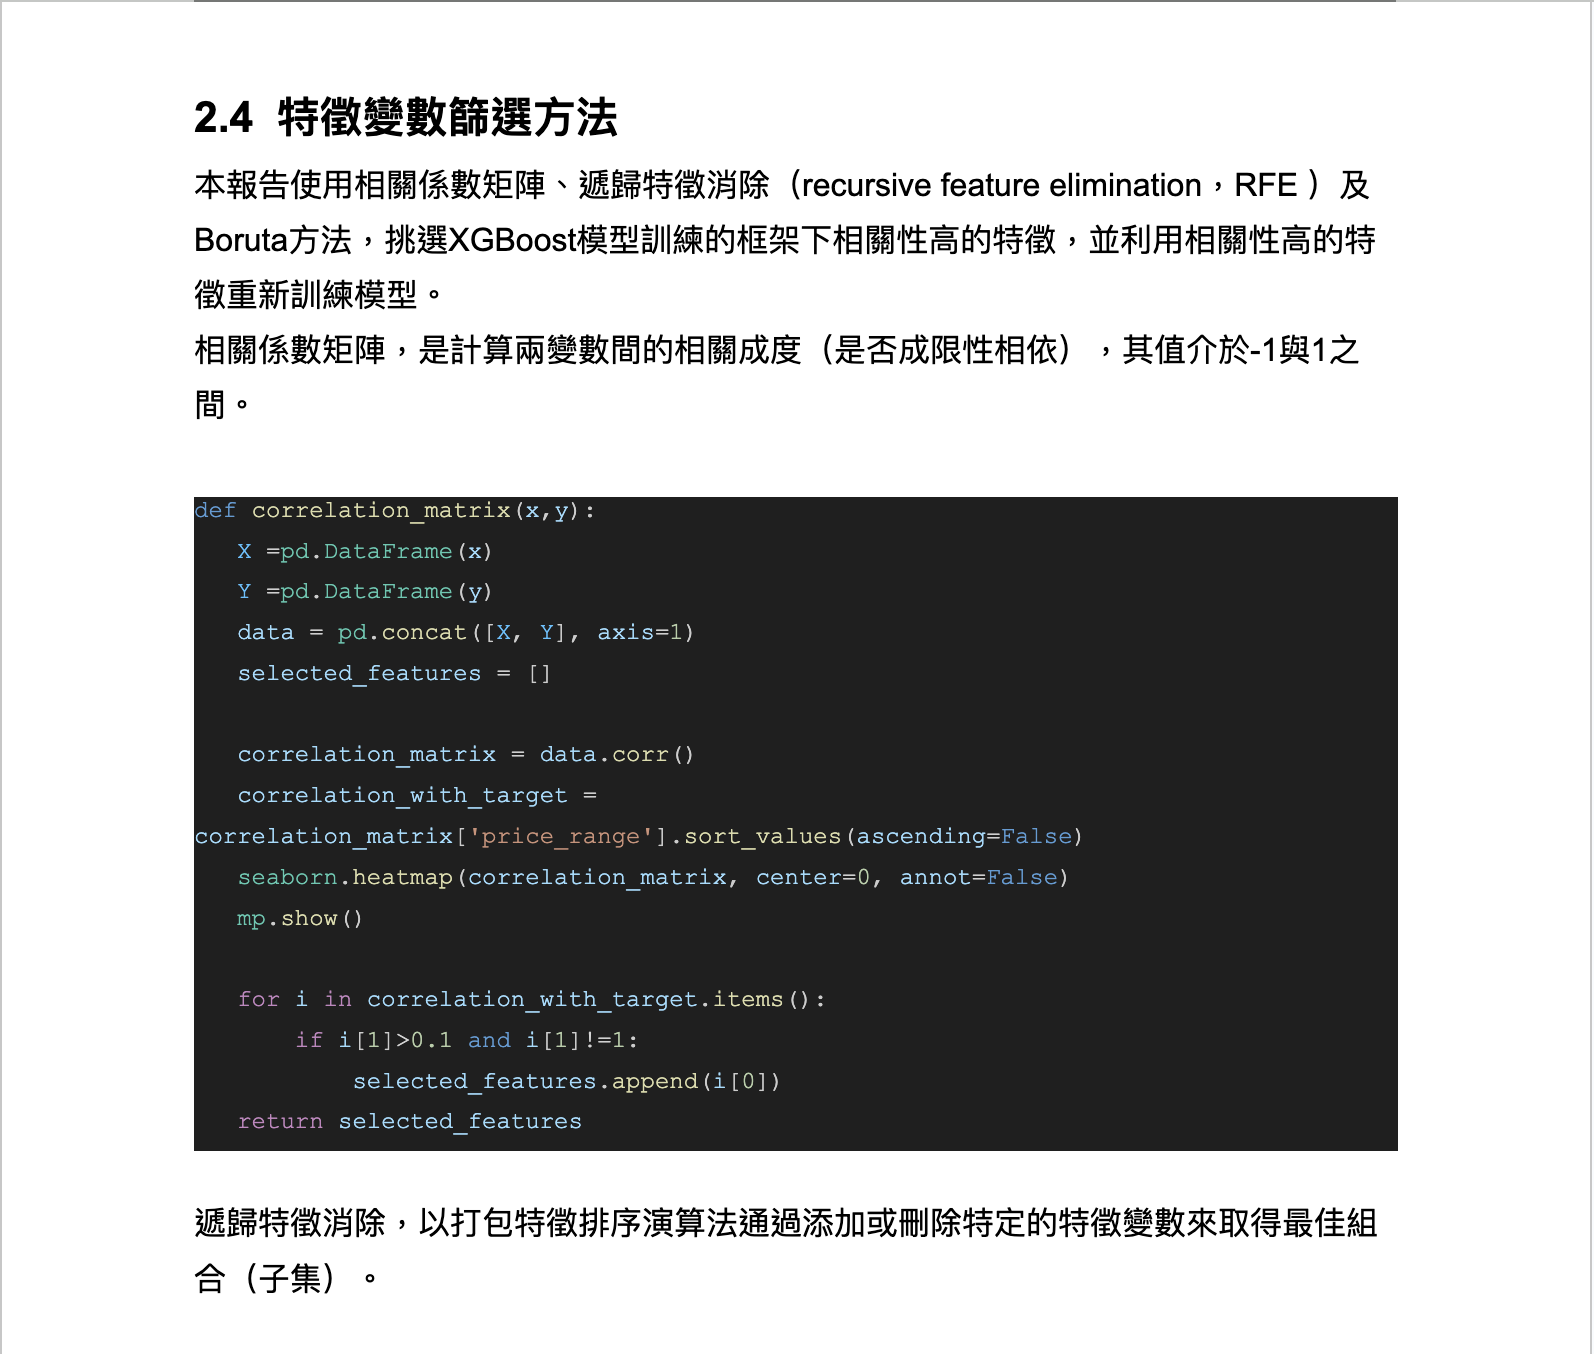 2.4  特徵變數篩選方法
本報告使用相關係數矩陣、遞歸特徵消除（recursive feature elimination，RFE ）及
Boruta方法，挑選XGBoost模型訓練的框架下相關性高的特徵，並利用相關性高的特
徵重新訓練模型。
相關係數矩陣，是計算兩變數間的相關成度（是否成限性相依），其值介於-1與1之
間。
def correlation_matrix(x,y):
   X =pd.DataFrame(x)
   Y =pd.DataFrame(y)
   data = pd.concat([X, Y], axis=1)
   selected_features = []
   correlation_matrix = data.corr()
   correlation_with_target =
correlation_matrix['price_range'].sort_values(ascending=False)
   seaborn.heatmap(correlation_matrix, center=0, annot=False)
   mp.show()
   for i in correlation_with_target.items():
       if i[1]>0.1 and i[1]!=1:
           selected_features.append(i[0])
   return selected_features
遞歸特徵消除，以打包特徵排序演算法通過添加或刪除特定的特徵變數來取得最佳組
合（子集）。